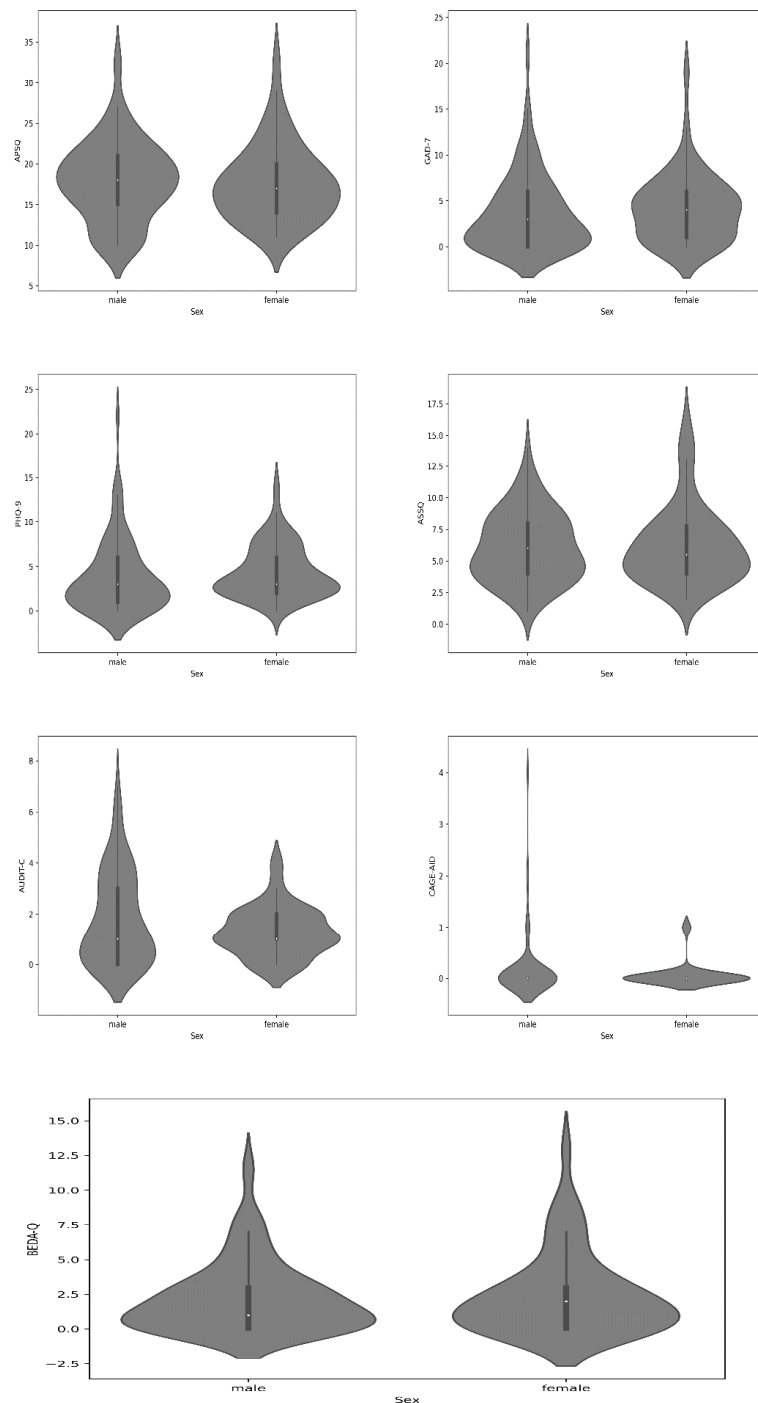 35
30
25
20
15
10
5
APSQ
male
female
Sex
25
20
15
10
5
0
GAD-7
male
female
Sex
25
20
15
10
5
0
PHQ-9
male
female
Sex
17.5
15.0
12.5
10.0
7.5
5.0
2.5
0.0
ASSQ
male
female
Sex
8
6
4
2
0
AUDIT-C
male
female
Sex
4
3
2
1
0
CAGE-AID
male
female
Sex
15.0
12.5
10.0
7.5
5.0
2.5
0.0
−2.5
BEDA-Q
male
female
Sex